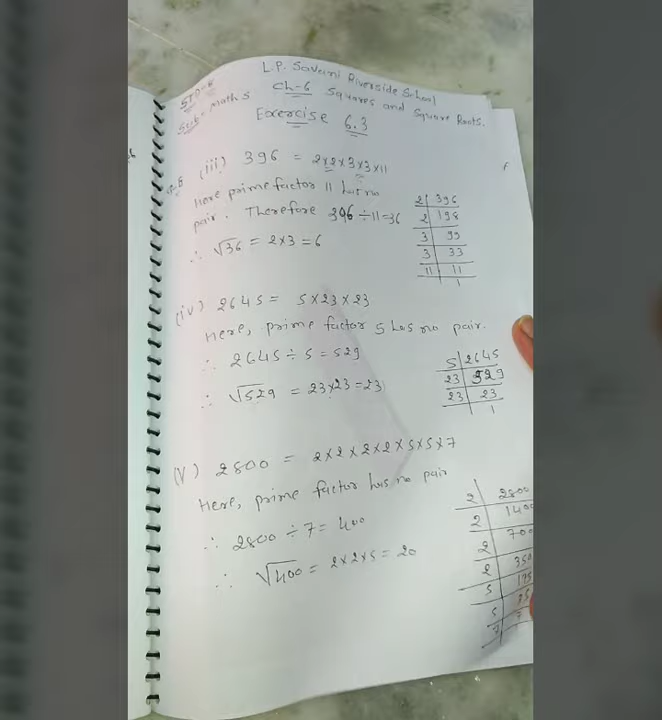 L.P. Savani Riverside School
STD-8
Sub- Maths Ch-6 Squares and Square Roots.
Exercise 6.3
(iii) 396 = 2×2×3×3×11
Here prime factor 11 has no
pair. Therefore 396 ÷ 11 = 36
∴ √36 = 2×3 = 6
2 | 396
2 | 198
3 | 99
3 | 33
11 | 11
1
(iv) 2645 = 5×23×23
Here, prime factor 5 has no pair.
∴ 2645 ÷ 5 = 529
∴ √529 = 23×23 = 23
5 | 2645
23 | 529
23 | 23
1
(V) 2800 = 2×2×2×2×5×5×7
Here, prime factor has no pair
∴ 2800 ÷ 7 = 400
∴ √400 = 2×2×5 = 20
2 | 2800
2 | 1400
2 | 700
2 | 350
5 | 175
5 | 35
7 | 7